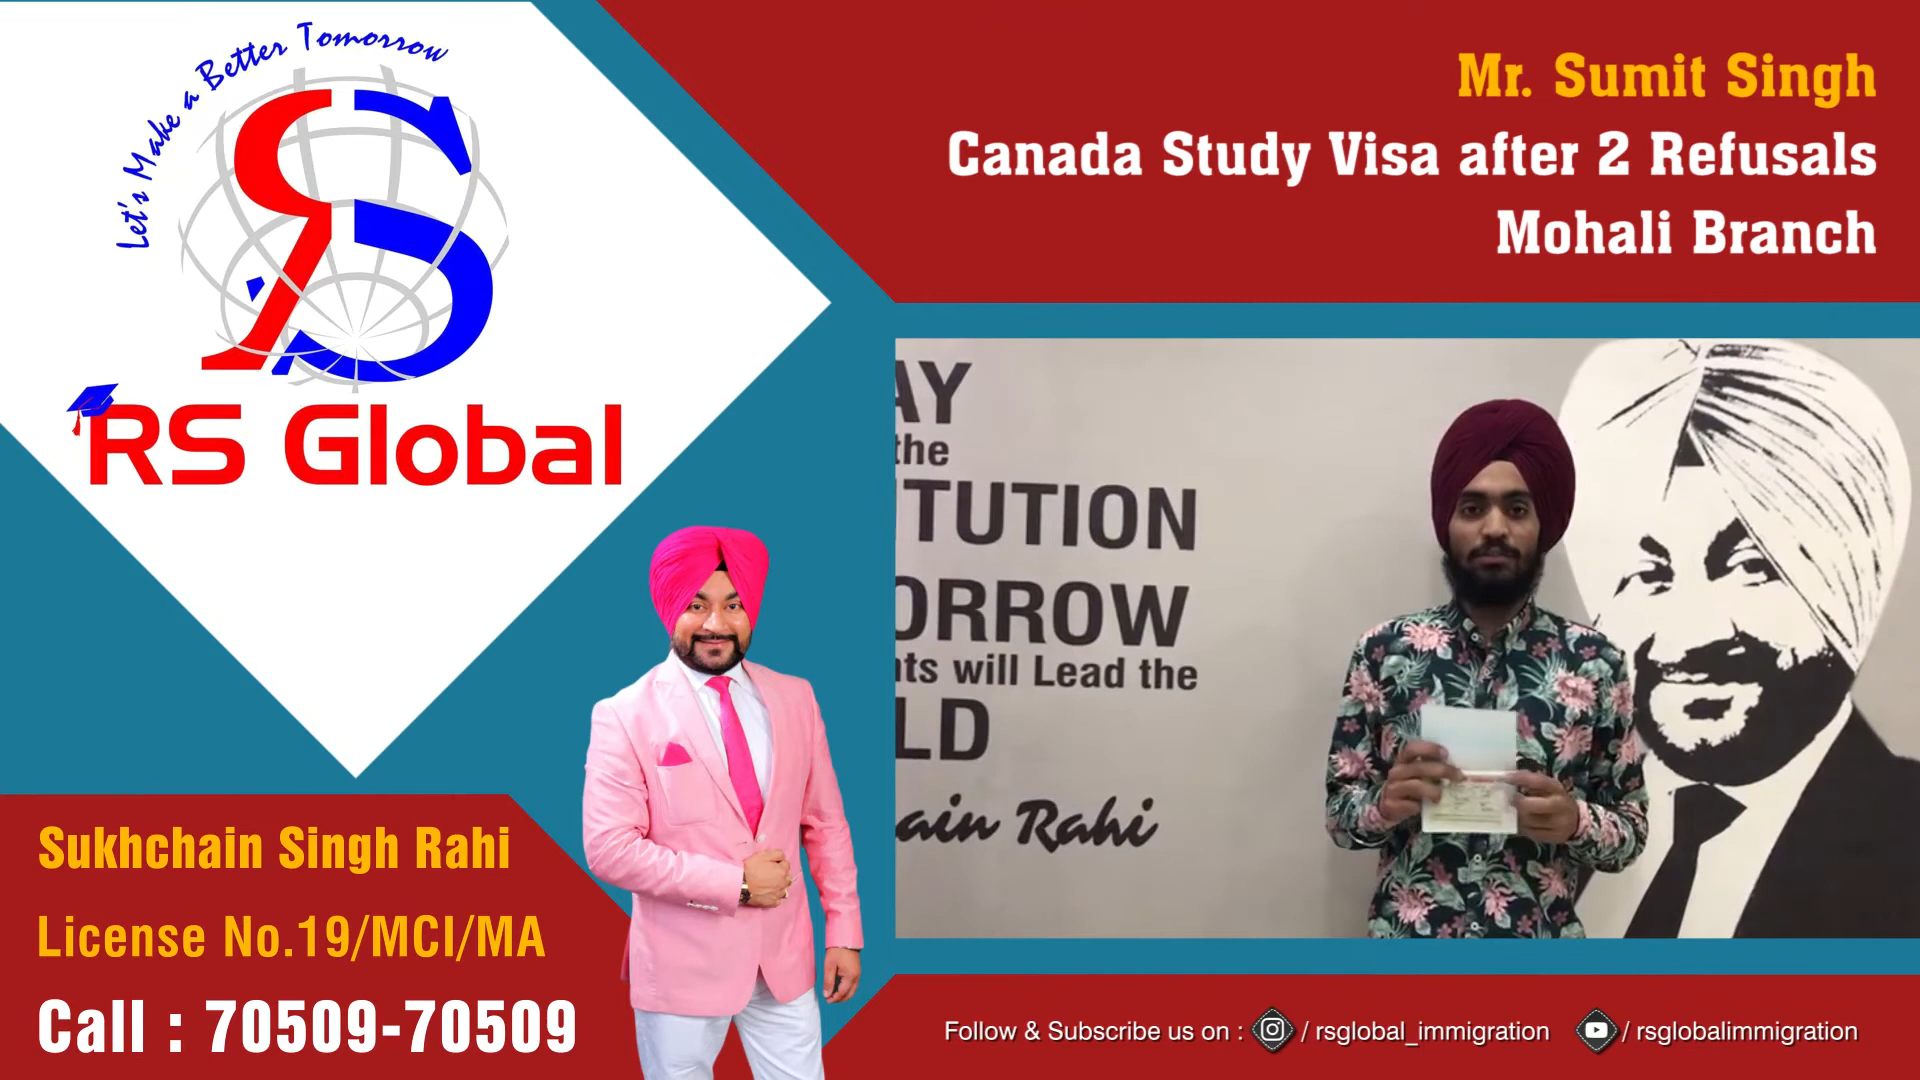 Let's Make a Better Tomorrow
RS
RS Global
Mr. Sumit Singh
Canada Study Visa after 2 Refusals
Mohali Branch
AY
the
TUTION
ORRROW
nts will Lead the
LD
ain Rahi
Sukhchain Singh Rahi
License No.19/MCI/MA
Call : 70509-70509
Follow & Subscribe us on : / rsglobal_immigration / rsglobalimmigration